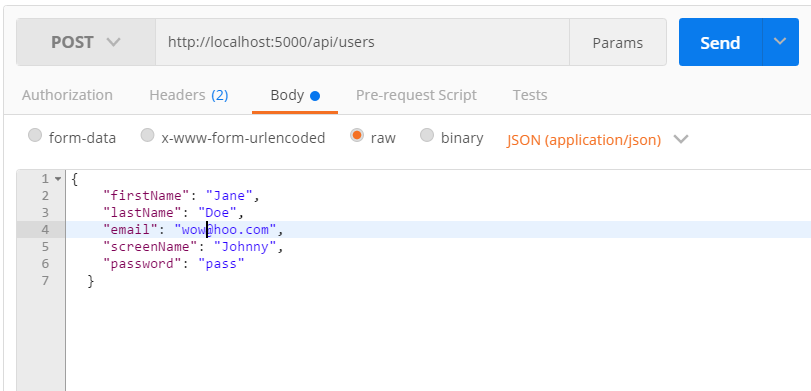 POST http://localhost:5000/api/users Params Send
Authorization Headers (2) Body Pre-request Script Tests
form-data x-www-form-urlencoded raw binary JSON (application/json)
1 {
2 "firstName": "Jane",
3 "lastName": "Doe",
4 "email": "wow@hoo.com",
5 "screenName": "Johnny",
6 "password": "pass"
7 }